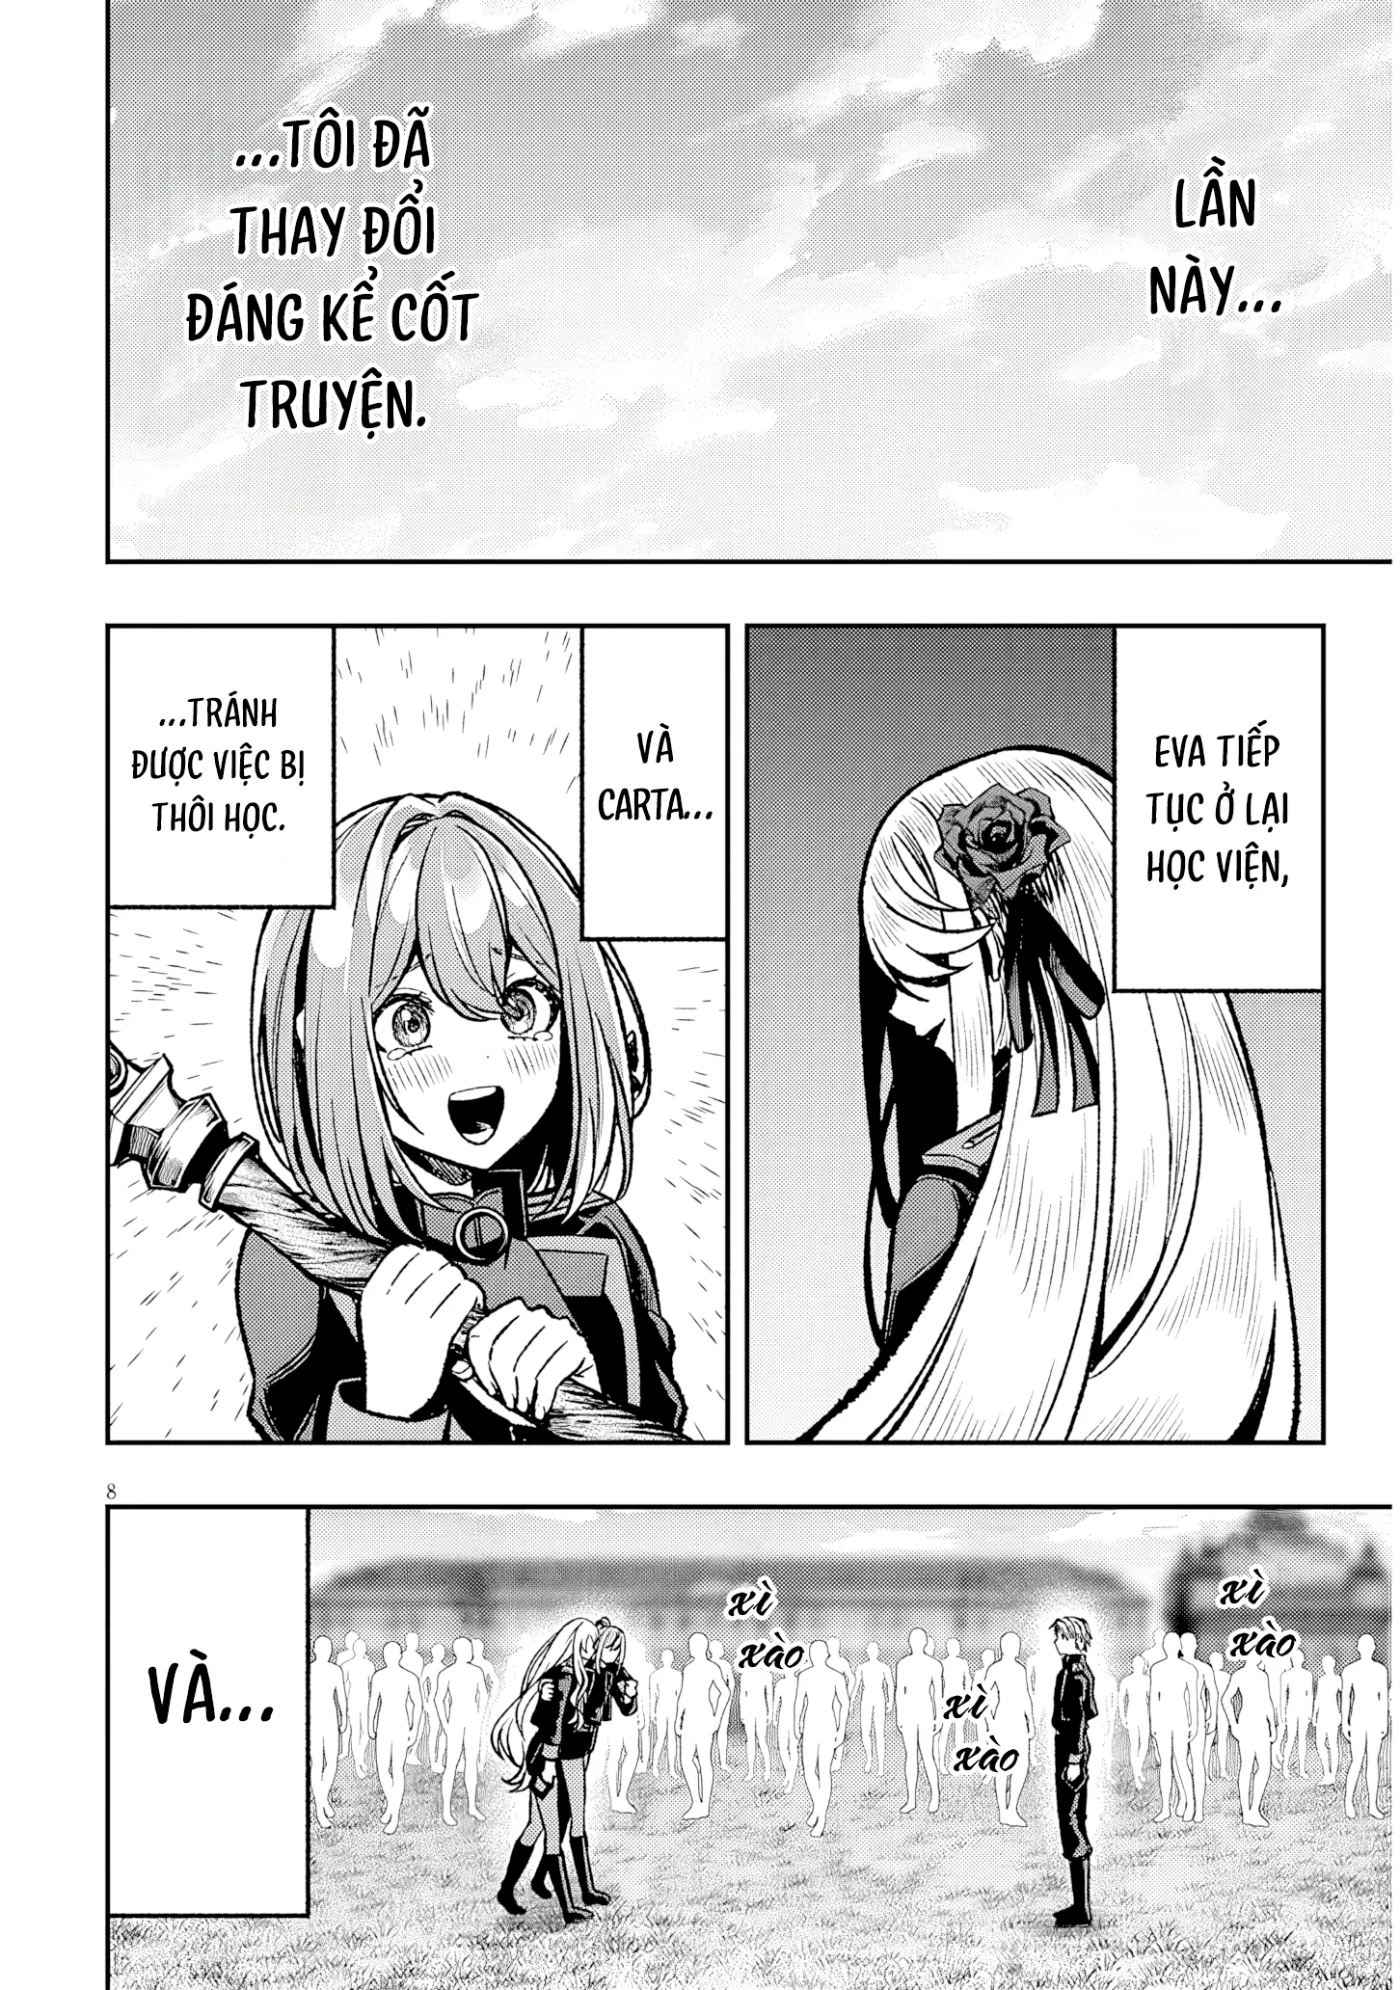 LẦN
NÀY...
...TÔI ĐÃ
THAY ĐỔI
ĐÁNG KỂ CỐT
TRUYỆN.
EVA TIẾP
TỤC Ở LẠI
HỌC VIỆN,
VÀ
CARTA...
...TRÁNH
ĐƯỢC VIỆC BỊ
THÔI HỌC.
8
xì
xào
xì
xào
xì
xào
VÀ...